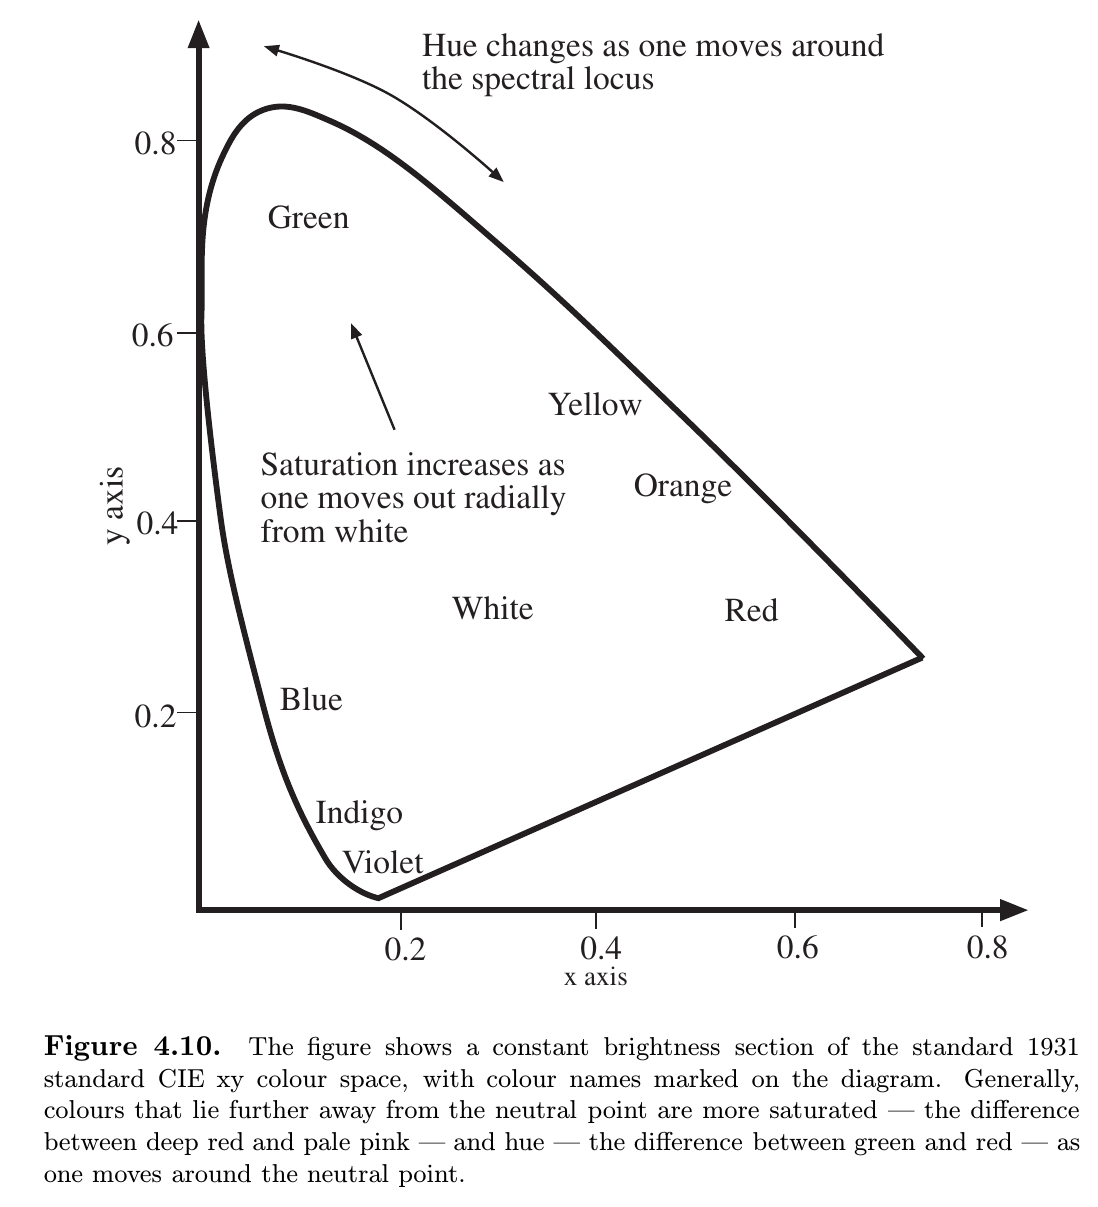 Hue changes as one moves around
the spectral locus
0.8
Green
0.6
Yellow
Saturation increases as
one moves out radially
from white
Orange
y axis
0.4
White
Red
Blue
0.2
Indigo
Violet
0.2
0.4
0.6
0.8
x axis
Figure 4.10. The figure shows a constant brightness section of the standard 1931
standard CIE xy colour space, with colour names marked on the diagram. Generally,
colours that lie further away from the neutral point are more saturated — the difference
between deep red and pale pink — and hue — the difference between green and red — as
one moves around the neutral point.